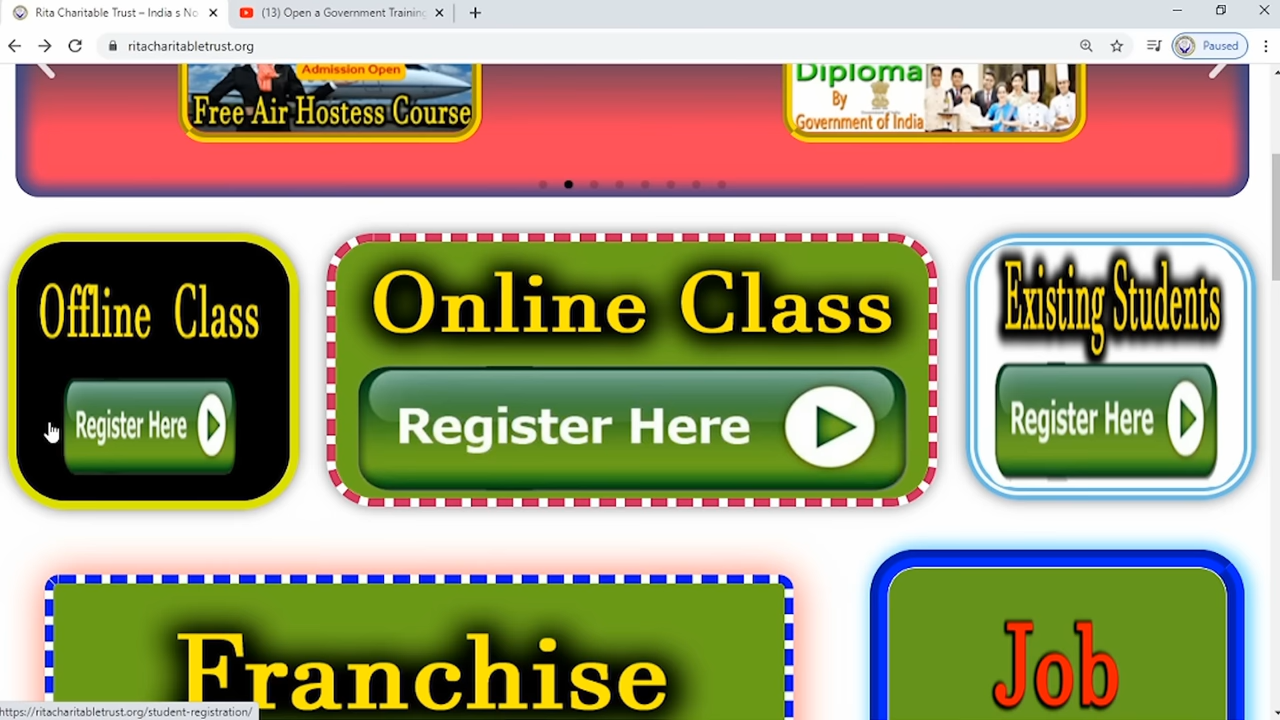 Rita Charitable Trust – India s No
(13) Open a Government Training
ritacharitabletrust.org
Paused
Admission Open
Free Air Hostess Course
Diploma
By
Government of India
Offline Class
Register Here
Online Class
Register Here
Existing Students
Register Here
Franchise
Job
https://ritacharitabletrust.org/student-registration/